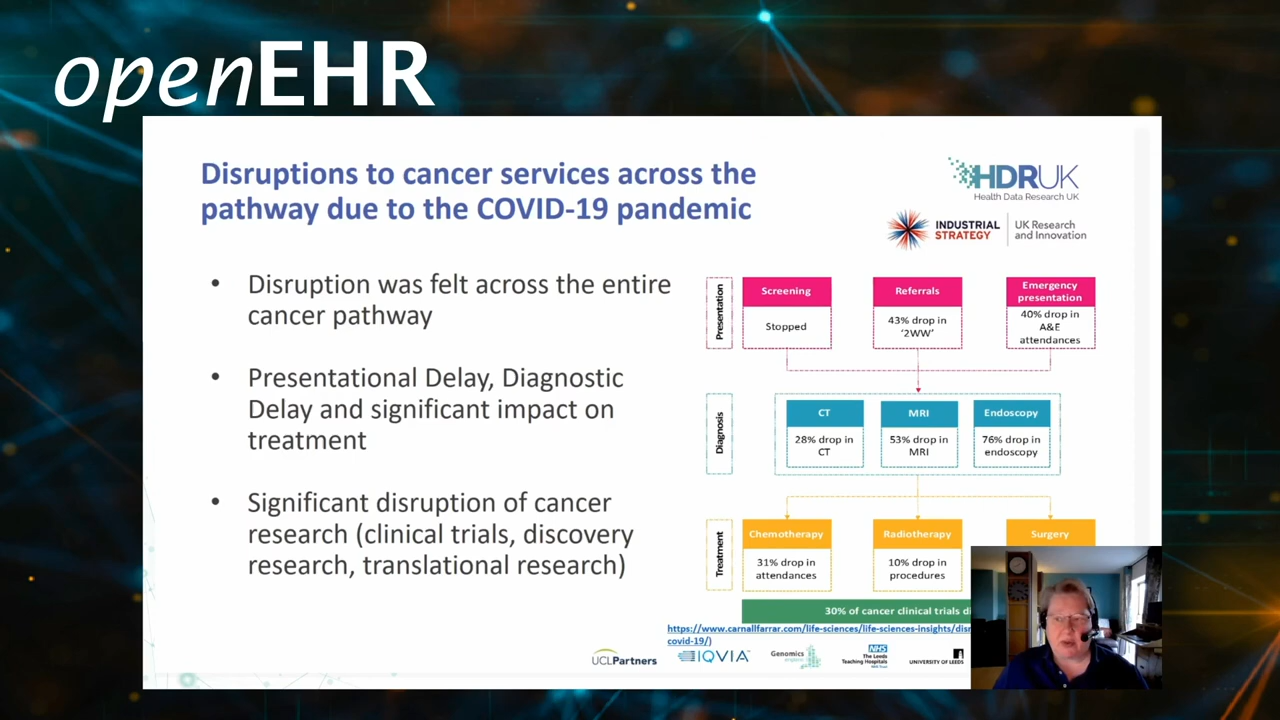 openEHR
Disruptions to cancer services across the
pathway due to the COVID-19 pandemic
HDRUK
Health Data Research UK
INDUSTRIAL
STRATEGY
UK Research
and Innovation
• Disruption was felt across the entire
cancer pathway
• Presentational Delay, Diagnostic
Delay and significant impact on
treatment
• Significant disruption of cancer
research (clinical trials, discovery
research, translational research)
Presentation
Screening
Stopped
Referrals
43% drop in
‘2WW’
Emergency
presentation
40% drop in
A&E
attendances
Diagnosis
CT
28% drop in
CT
MRI
53% drop in
MRI
Endoscopy
76% drop in
endoscopy
Treatment
Chemotherapy
31% drop in
attendances
Radiotherapy
10% drop in
procedures
Surgery
30% of cancer clinical trials di
https://www.carnallfarrar.com/life-sciences/life-sciences-insights/disr
covid-19/)
UCLPartners
IQVIA
Genomics
england
NHS
The Leeds
Teaching Hospitals
UNIVERSITY OF LEEDS